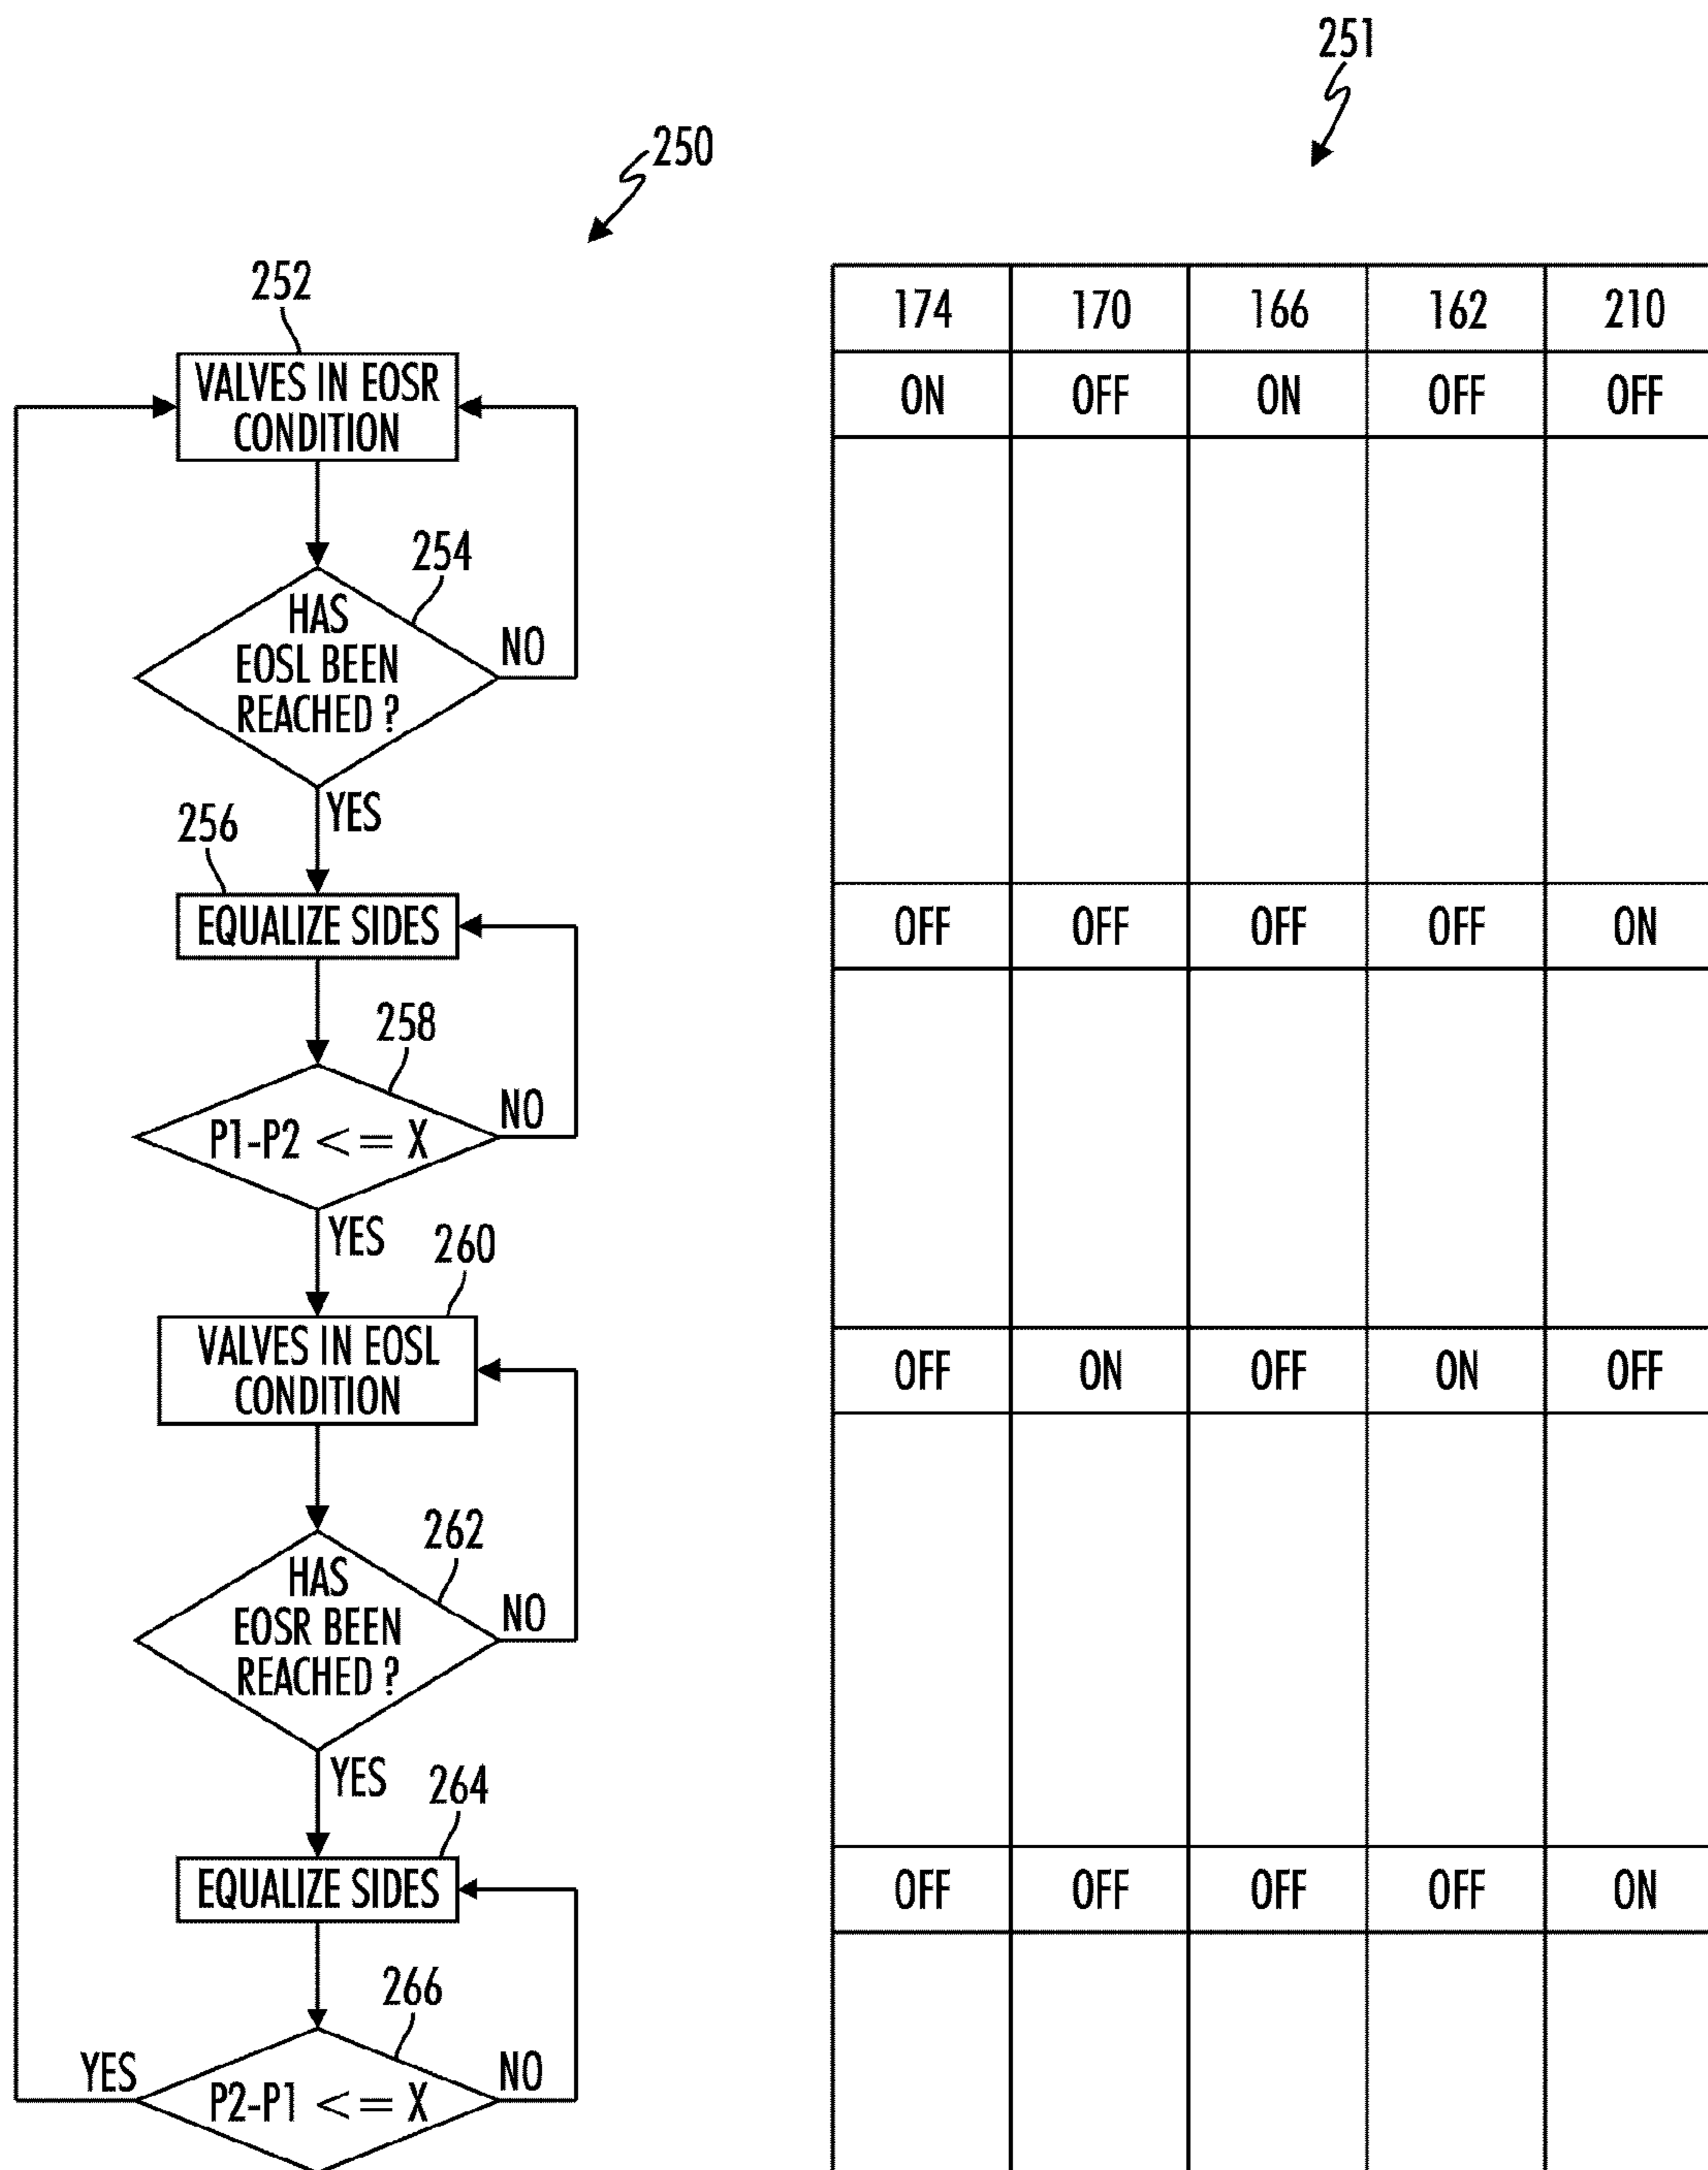 251
250
252
VALVES IN EOSR
CONDITION
174 170 166 162 210
ON OFF ON OFF OFF
254
HAS
EOSL BEEN
REACHED ?
NO
YES
256
EQUALIZE SIDES
OFF OFF OFF OFF ON
258
P1-P2 <= X
NO
YES
260
VALVES IN EOSL
CONDITION
OFF ON OFF ON OFF
262
HAS
EOSR BEEN
REACHED ?
NO
YES
264
EQUALIZE SIDES
OFF OFF OFF OFF ON
266
P2-P1 <= X
YES
NO